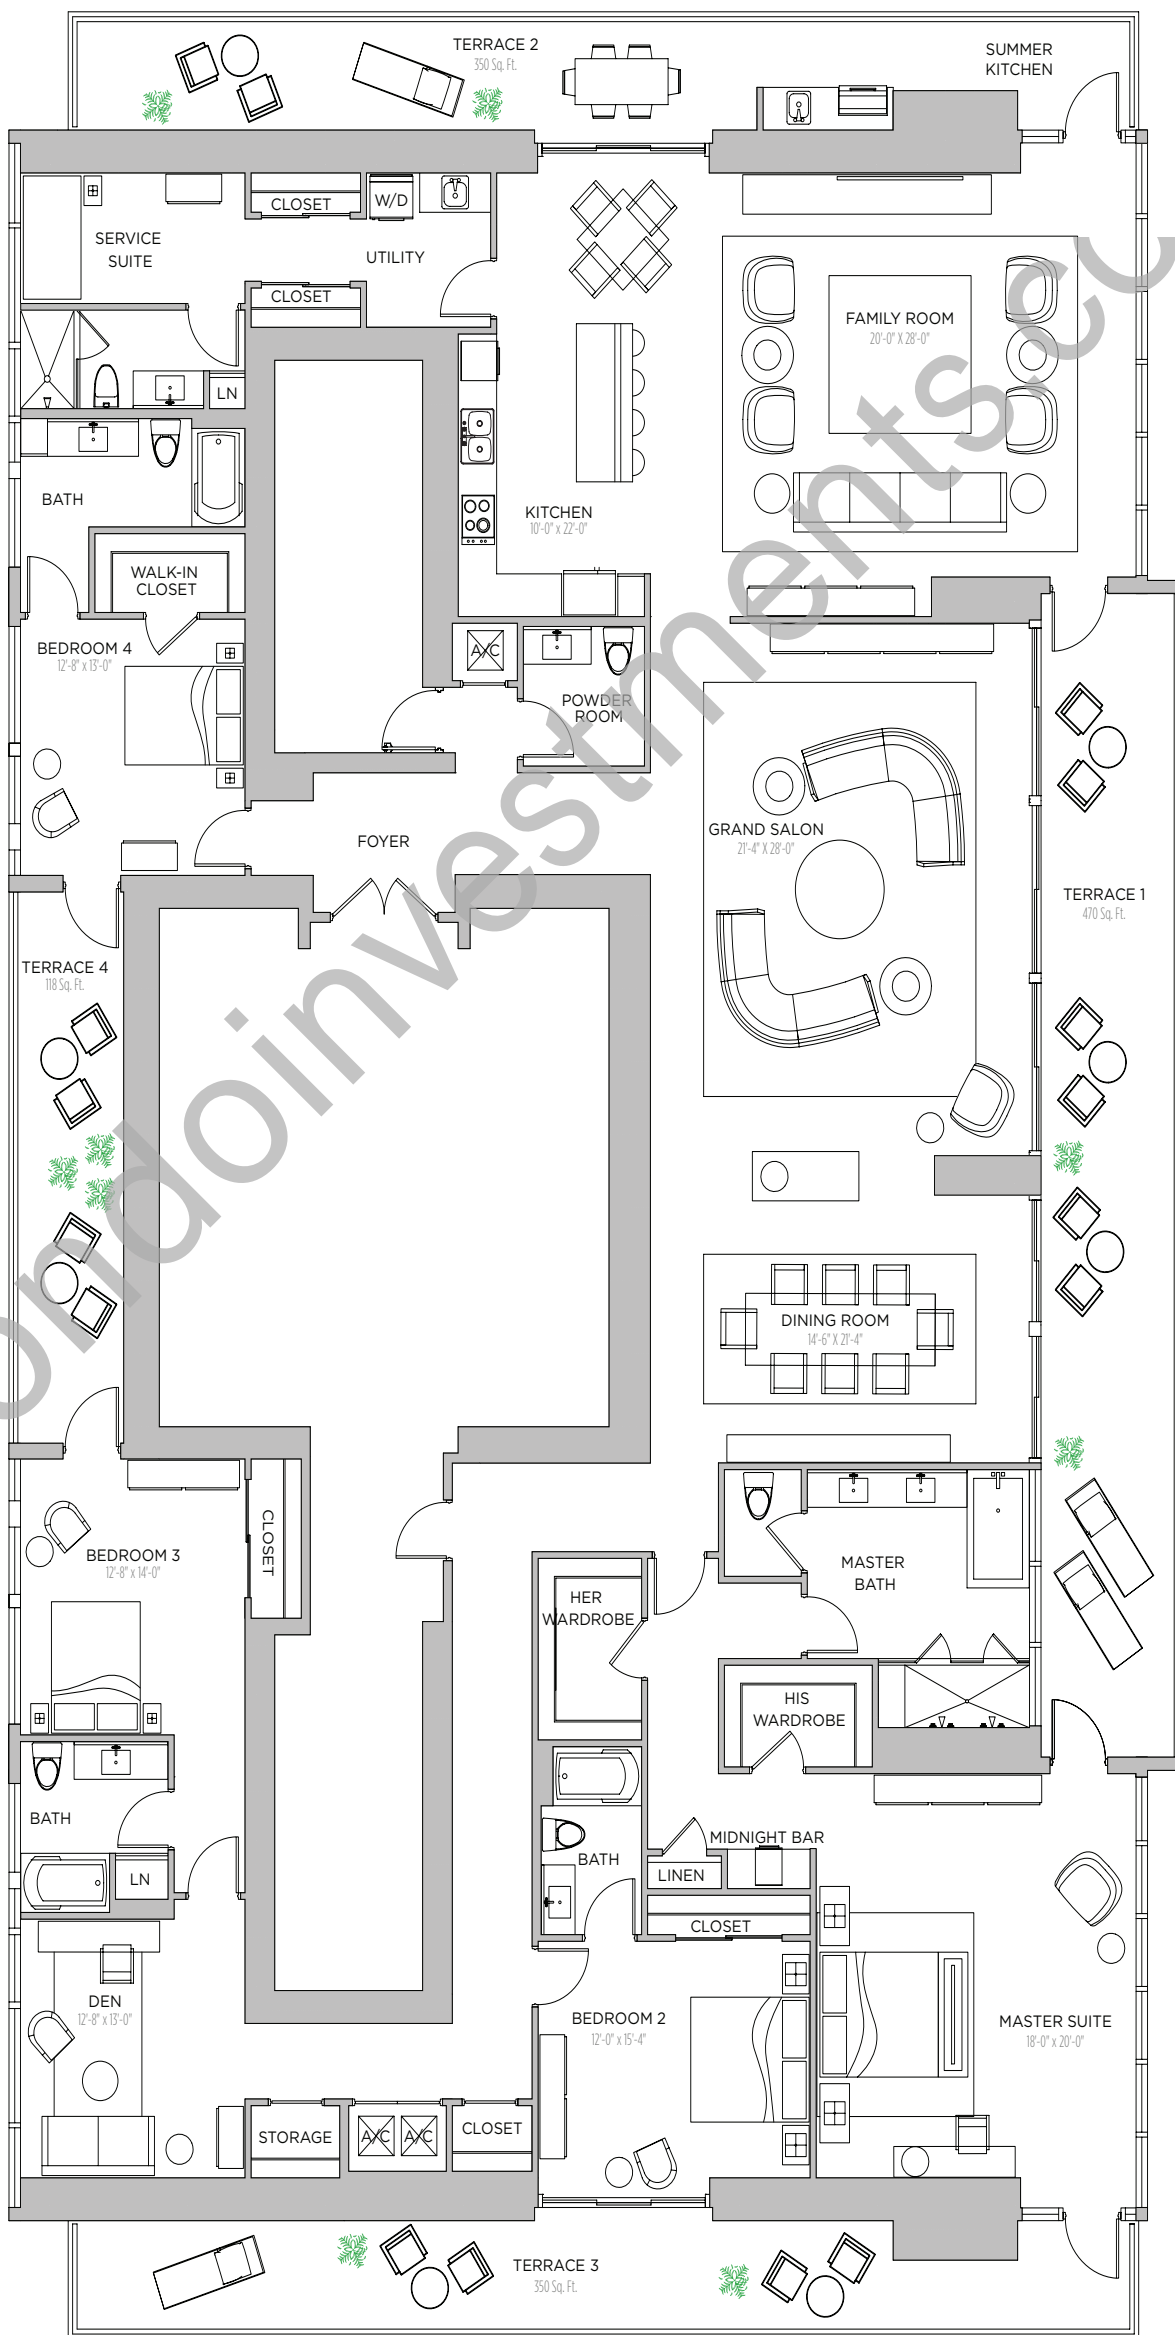 TERRACE 2
350 Sq. Ft.
SUMMER
KITCHEN
CLOSET
W/D
SERVICE
SUITE
UTILITY
CLOSET
FAMILY ROOM
20'-0" X 28'-0"
LN
BATH
KITCHEN
10'-0" x 22'-0"
WALK-IN
CLOSET
BEDROOM 4
12'-8" x 13'-0"
A/C
POWDER
ROOM
GRAND SALON
21'-4" X 28'-0"
FOYER
TERRACE 1
470 Sq. Ft.
TERRACE 4
118 Sq. Ft.
ondoinvestments.co
DINING ROOM
14'-6" X 21'-4"
CLOSET
BEDROOM 3
12'-8" x 14'-0"
MASTER
BATH
HER
WARDROBE
HIS
WARDROBE
BATH
MIDNIGHT BAR
BATH
LINEN
LN
CLOSET
DEN
12'-8" x 13'-0"
BEDROOM 2
12'-0" x 15'-4"
MASTER SUITE
18'-0" x 20'-0"
STORAGE
A/C
A/C
CLOSET
TERRACE 3
350 Sq. Ft.